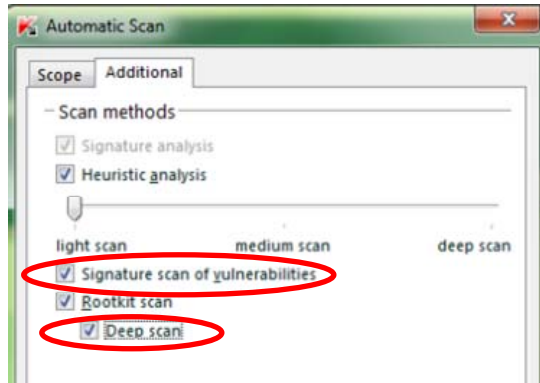 Automatic Scan
Scope Additional
Scan methods
Signature analysis
Heuristic analysis
light scan medium scan deep scan
Signature scan of vulnerabilities
Rootkit scan
Deep scan